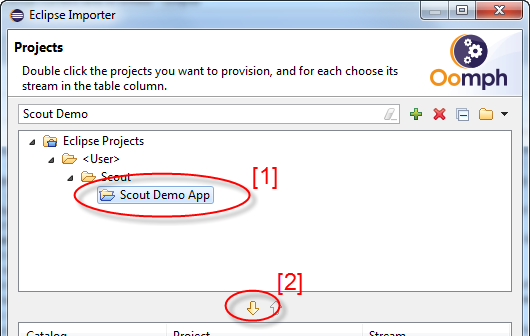 Eclipse Importer
Projects
Double click the projects you want to provision, and for each choose its
stream in the table column.
Oomph
Scout Demo
Eclipse Projects
<User>
Scout
[1]
Scout Demo App
[2]
Catalog Project Stream